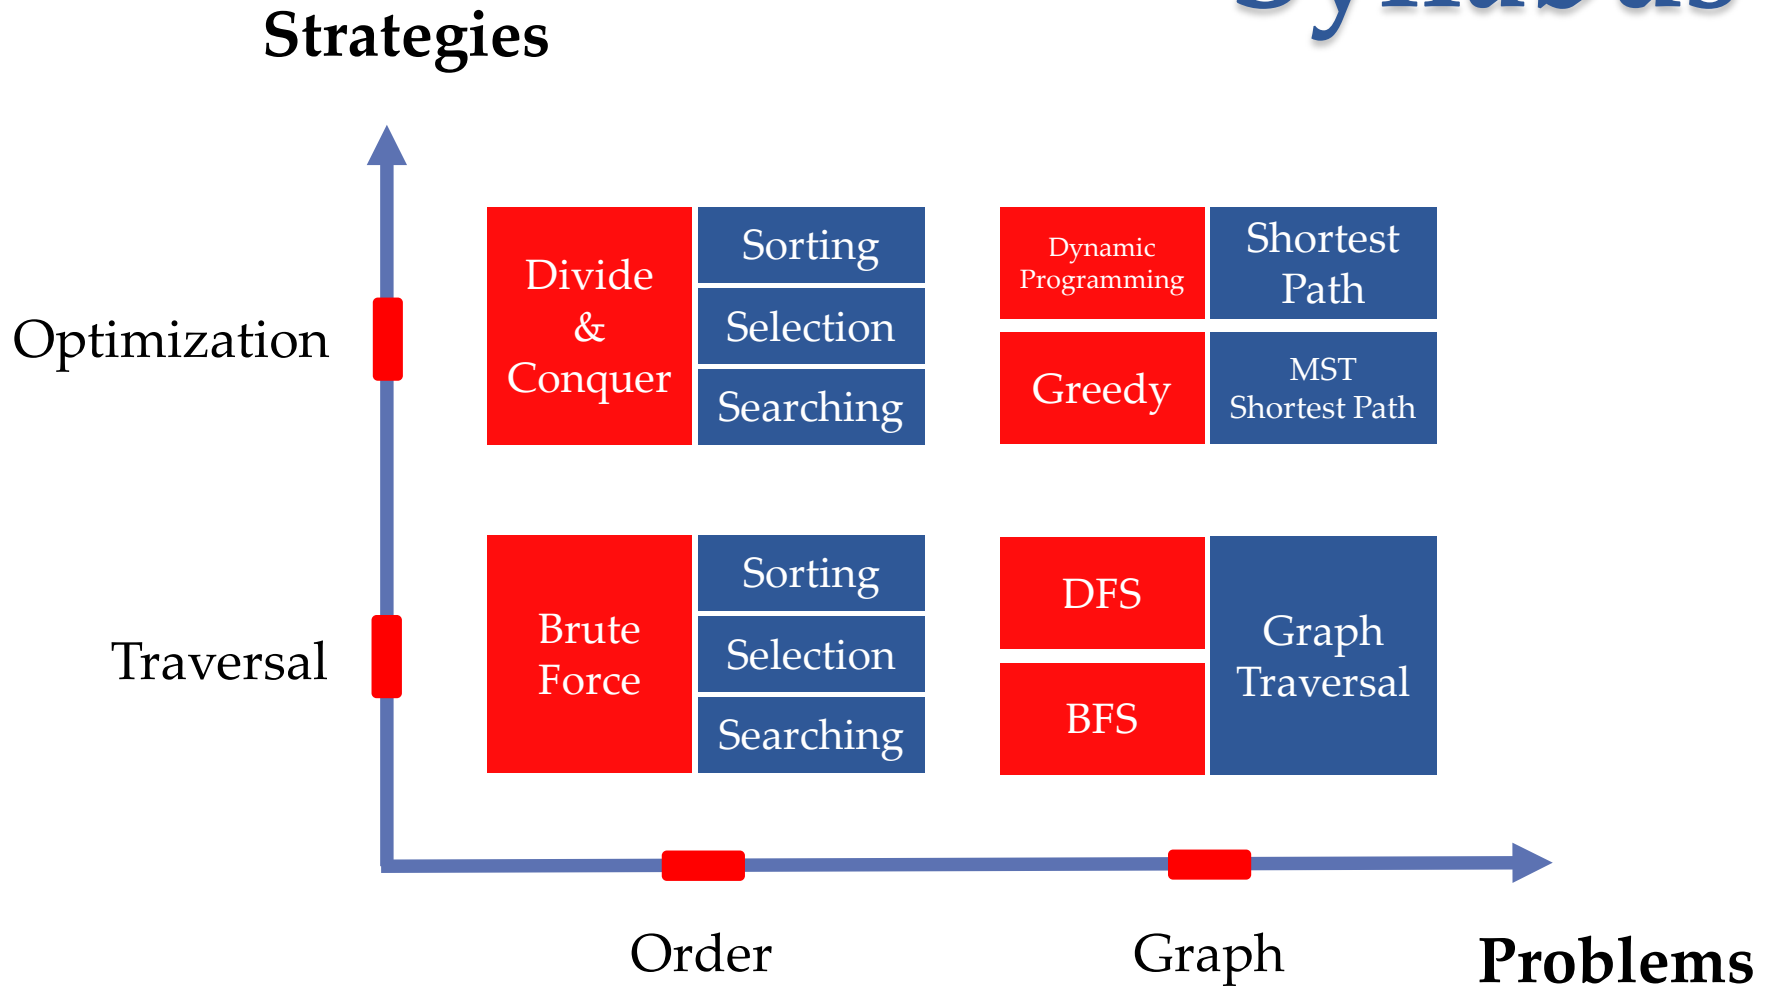 Syllabus
Strategies
Optimization
Divide
&
Conquer
Sorting
Selection
Searching
Dynamic
Programming
Shortest
Path
Greedy
MST
Shortest Path
Traversal
Brute
Force
Sorting
Selection
Searching
DFS
BFS
Graph
Traversal
Order
Graph
Problems